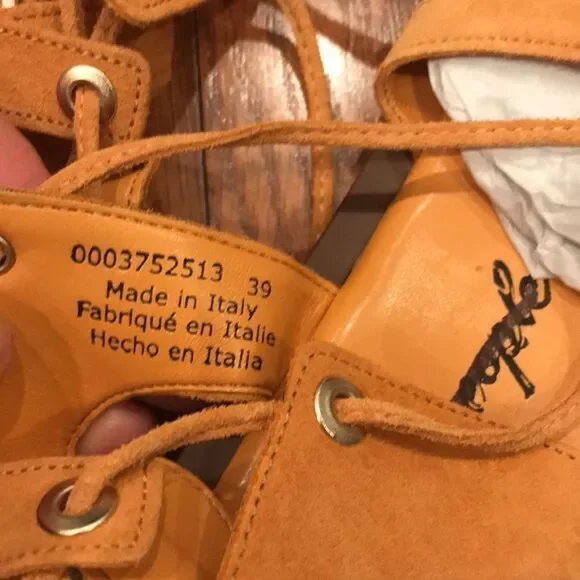 0003752513 39
Made in Italy
Fabriqué en Italie
Hecho en Italia